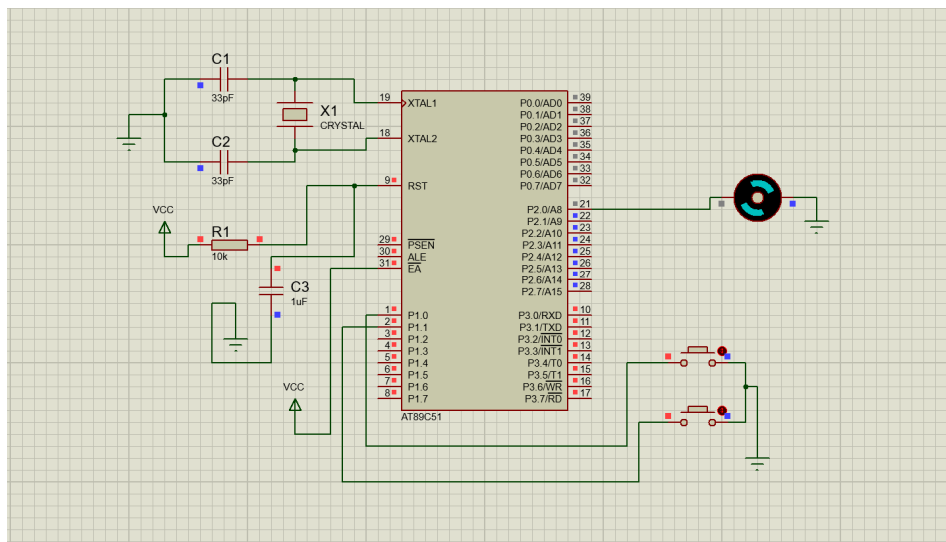 C1
33pF
X1
CRYSTAL
C2
33pF
VCC
R1
10k
C3
1uF
VCC
19 XTAL1
18 XTAL2
9 RST
29 PSEN
30 ALE
31 EA
1 P1.0
2 P1.1
3 P1.2
4 P1.3
5 P1.4
6 P1.5
7 P1.6
8 P1.7
P0.0/AD0 39
P0.1/AD1 38
P0.2/AD2 37
P0.3/AD3 36
P0.4/AD4 35
P0.5/AD5 34
P0.6/AD6 33
P0.7/AD7 32
P2.0/A8 21
P2.1/A9 22
P2.2/A10 23
P2.3/A11 24
P2.4/A12 25
P2.5/A13 26
P2.6/A14 27
P2.7/A15 28
P3.0/RXD 10
P3.1/TXD 11
P3.2/INT0 12
P3.3/INT1 13
P3.4/T0 14
P3.5/T1 15
P3.6/WR 16
P3.7/RD 17
AT89C51